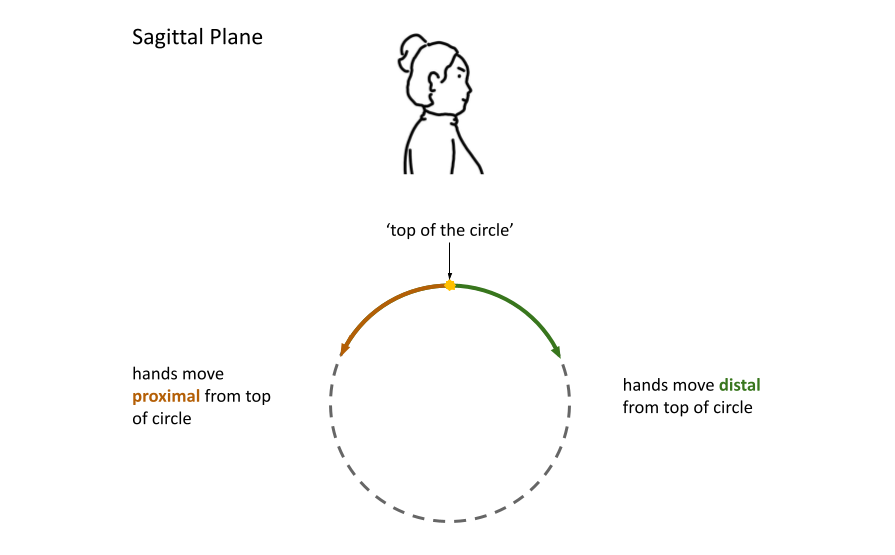 Sagittal Plane
‘top of the circle’
hands move
proximal from top
of circle
hands move distal
from top of circle